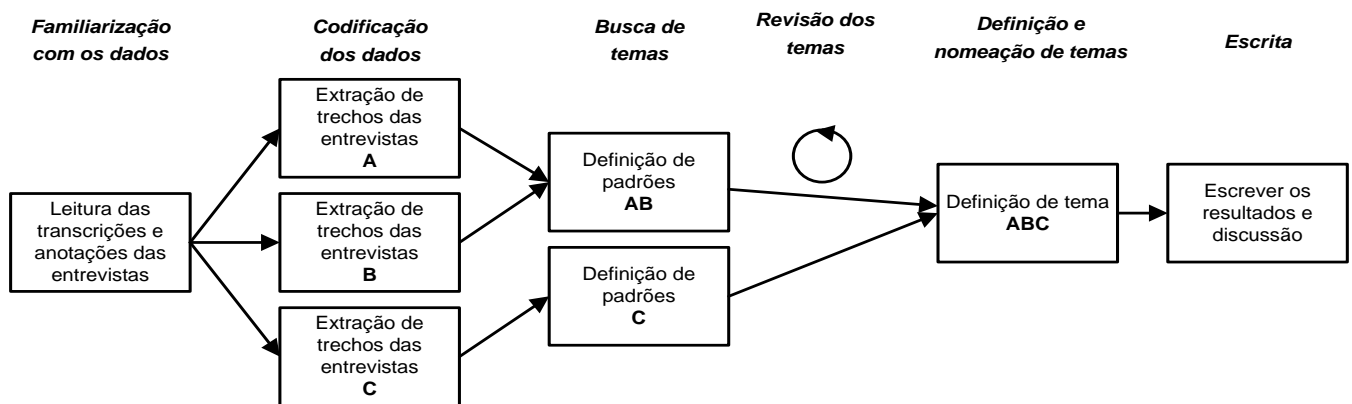 Familiarização
com os dados
Codificação
dos dados
Busca de
temas
Revisão dos
temas
Definição e
nomeação de temas
Escrita
Leitura das
transcrições e
anotações das
entrevistas
Extração de
trechos das
entrevistas
A
Extração de
trechos das
entrevistas
B
Extração de
trechos das
entrevistas
C
Definição de
padrões
AB
Definição de
padrões
C
Definição de tema
ABC
Escrever os
resultados e
discussão